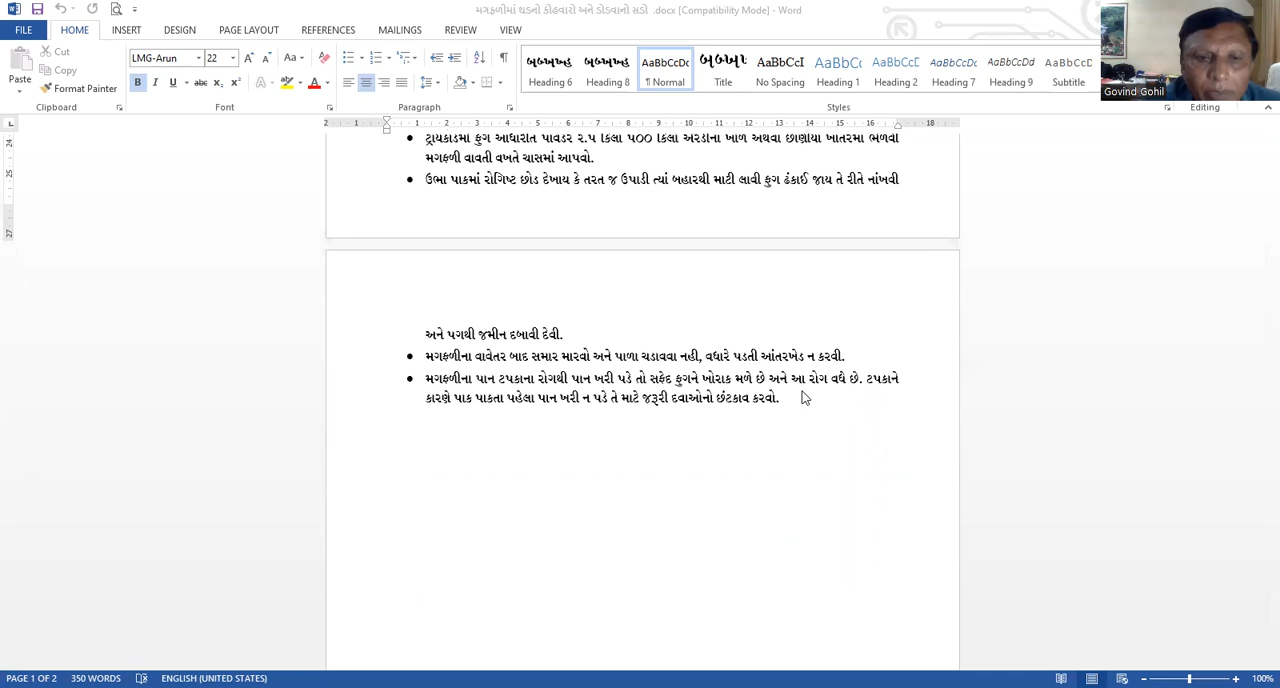 મગફળીમાં થડનો કોહવારો અને ડોડવાનો સડો .docx [Compatibility Mode] - Word
FILE HOME INSERT DESIGN PAGE LAYOUT REFERENCES MAILINGS REVIEW VIEW
Cut
Copy
Format Painter
Paste
LMG-Arun 22
Clipboard Font Paragraph Styles Editing
Heading 6 Heading 8 ¶ Normal Title No Spacing Heading 1 Heading 2 Heading 7 Heading 9 Subtitle
Govind Gohil
ટ્રાયકોડર્મા ફુગ આધારીત પાવડર ૨.૫ કિલો ૫૦૦ કિલો એરંડીનો ખોળ અથવા છાણીયા ખાતરમાં ભેળવી
મગફળી વાવતી વખતે ચાસમાં આપવો.
ઉભા પાકમાં રોગિષ્ટ છોડ દેખાય કે તરત જ ઉપાડી ત્યાં બહારથી માટી લાવી ફુગ ઢંકાઈ જાય તે રીતે નાંખવી
અને પગથી જમીન દબાવી દેવી.
મગફળીના વાવેતર બાદ સમાર મારવો અને પાળા ચડાવવા નહી, વધારે પડતી આંતરખેડ ન કરવી.
મગફળીના પાન ટપકાના રોગથી પાન ખરી પડે તો સફેદ ફુગને ખોરાક મળે છે અને આ રોગ વધે છે. ટપકાને
કારણે પાક પાકતા પહેલા પાન ખરી ન પડે તે માટે જરૂરી દવાઓનો છંટકાવ કરવો.
PAGE 1 OF 2 350 WORDS ENGLISH (UNITED STATES) 100%